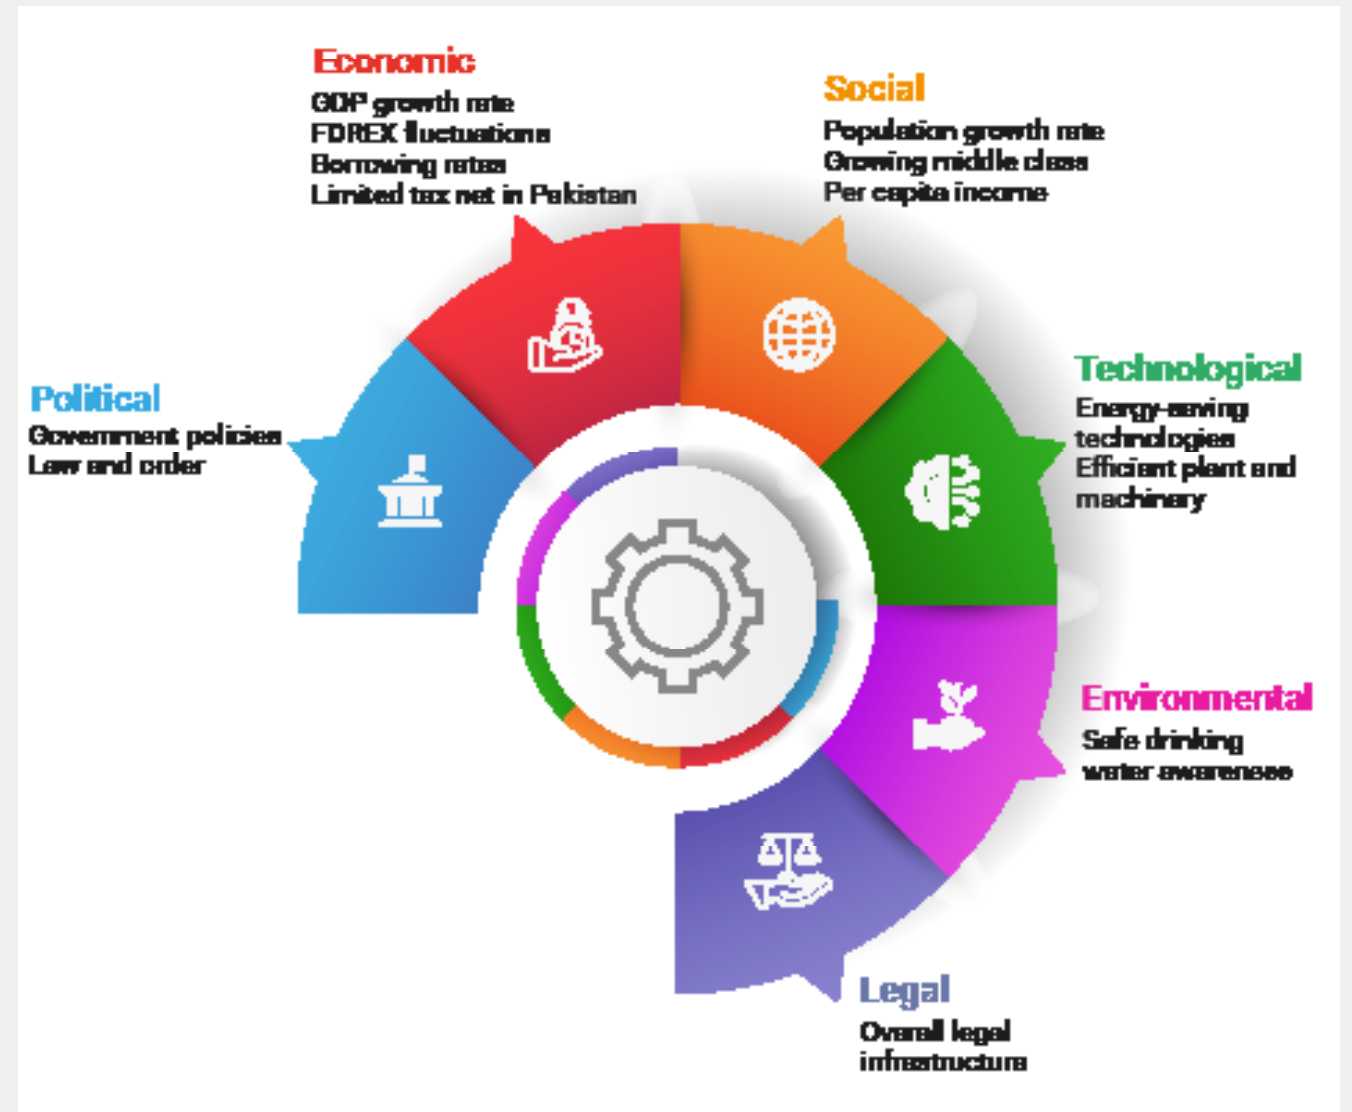 Economic
GDP growth rate
FOREX fluctuations
Borrowing rates
Limited tax net in Pakistan
Social
Population growth rate
Growing middle class
Per capita income
Political
Government policies
Law and order
Technological
Energy-saving
technologies
Efficient plant and
machinery
Environmental
Safe drinking
water awareness
Legal
Overall legal
infrastructure